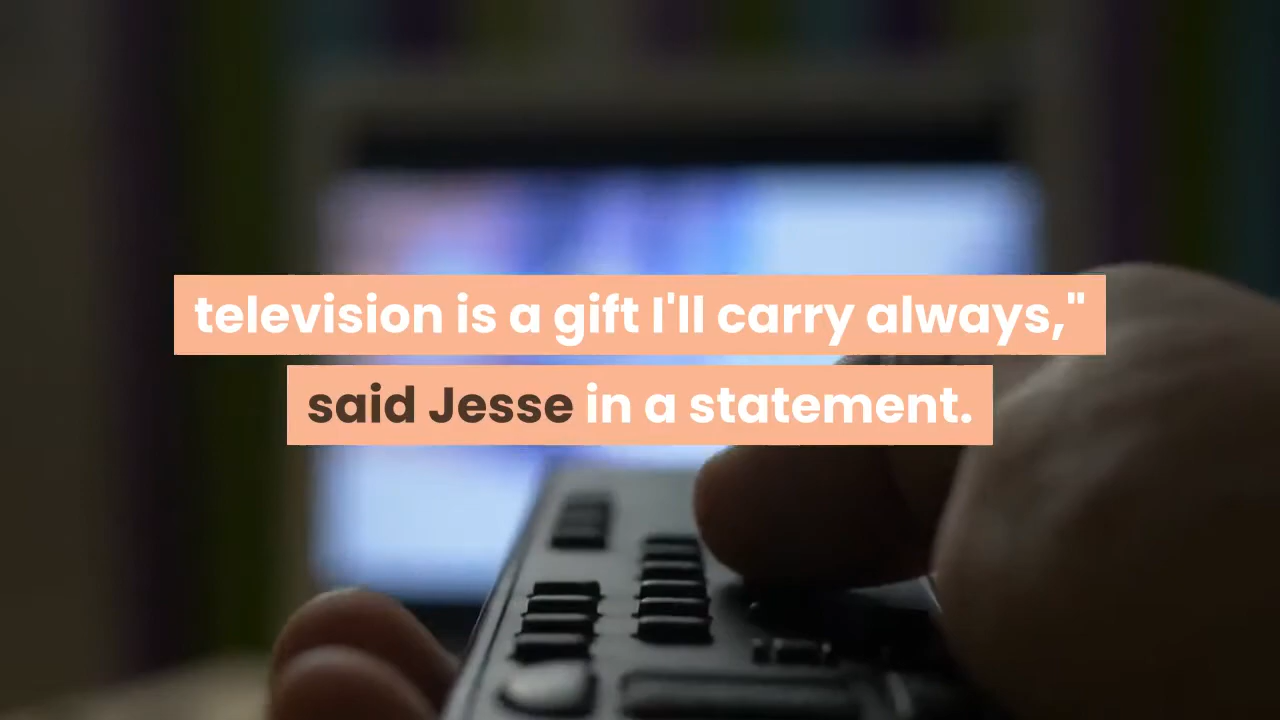 television is a gift I'll carry always,"
said Jesse in a statement.